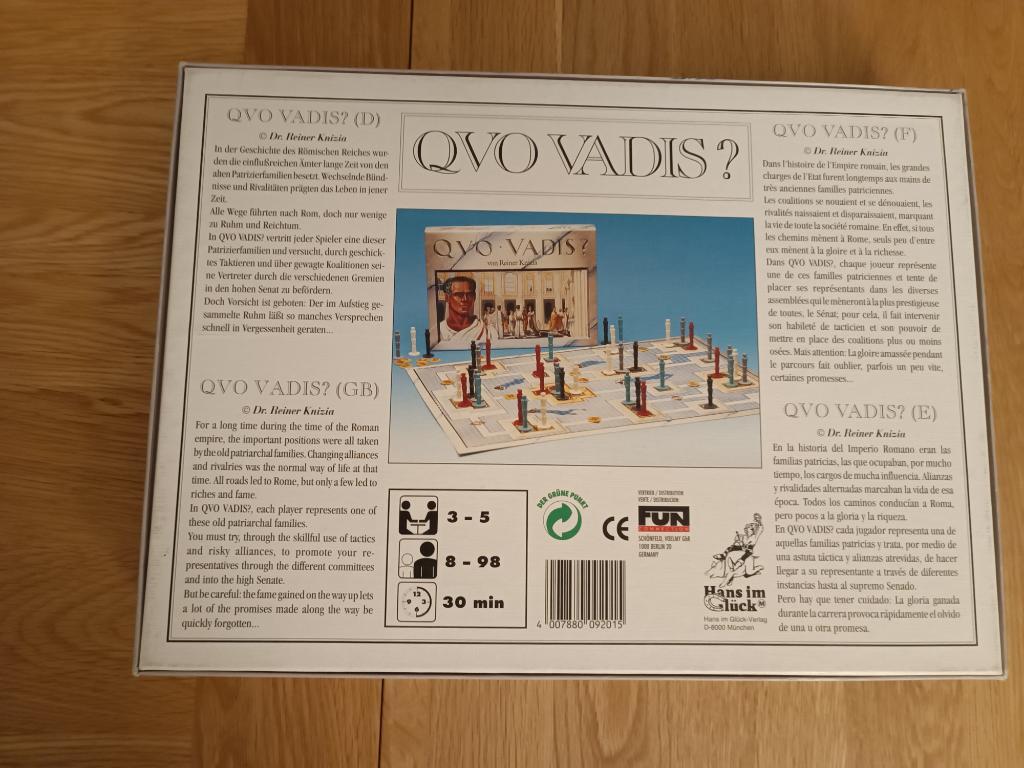 QVO VADIS? (D)
© Dr. Reiner Knizia
In der Geschichte des Römischen Reiches wur-
den die einflußreichen Ämter lange Zeit von den
alten Patrizierfamilien besetzt. Wechselnde Bünd-
nisse und Rivalitäten prägten das Leben in jener
Zeit.
Alle Wege führten nach Rom, doch nur wenige
zu Ruhm und Reichtum.
In QVO VADIS? vertritt jeder Spieler eine dieser
Patrizierfamilien und versucht, durch geschick-
tes Taktieren und über gewagte Koalitionen sei-
ne Vertreter durch die verschiedenen Gremien
in den hohen Senat zu befördern.
Doch Vorsicht ist geboten: Der im Aufstieg ge-
sammelte Ruhm läßt so manches Versprechen
schnell in Vergessenheit geraten...
QVO VADIS? (GB)
© Dr. Reiner Knizia
For a long time during the time of the Roman
empire, the important positions were all taken
by the old patriarchal families. Changing alliances
and rivalries was the normal way of life at that
time. All roads led to Rome, but only a few led to
riches and fame.
In QVO VADIS?, each player represents one of
these old patriarchal families.
You must try, through the skillful use of tactics
and risky alliances, to promote your re-
presentatives through the different committees
and into the high Senate.
But be careful: the fame gained on the way up lets
a lot of the promises made along the way be
quickly forgotten...
QVO VADIS?
QVO·VADIS?
von Reiner Knizia
3 - 5
8 - 98
12
9
3
30 min
DER GRÜNE PUNKT
CE
4 007880 092015
VERTRIEB / DISTRIBUTION
VENTE / DISTRIBUCION:
FUN
CONNECTION
SCHÖNFELD, VOELMY GbR
1000 BERLIN 20
GERMANY
Hans im
Glück
M
Hans im Glück-Verlag
D-8000 München
QVO VADIS? (F)
© Dr. Reiner Knizia
Dans l'histoire de l'Empire romain, les grandes
charges de l'Etat furent longtemps aux mains de
très anciennes familles patriciennes.
Les coalitions se nouaient et se dénouaient, les
rivalités naissaient et disparaissaient, marquant
la vie de toute la société romaine. En effet, si tous
les chemins mènent à Rome, seuls peu d'entre
eux mènent à la gloire et à la richesse.
Dans QVO VADIS?, chaque joueur représente
une de ces familles patriciennes et tente de
placer ses représentants dans les diverses
assemblées qui le mèneront à la plus prestigieuse
de toutes, le Sénat; pour cela, il fait intervenir
son habileté de tacticien et son pouvoir de
mettre en place des coalitions plus ou moins
osées. Mais attention: La gloire amassée pendant
le parcours fait oublier, parfois un peu vite,
certaines promesses...
QVO VADIS? (E)
© Dr. Reiner Knizia
En la historia del Imperio Romano eran las
familias patricias, las que ocupaban, por mucho
tiempo, los cargos de mucha influencia. Alianzas
y rivalidades alternadas marcaban la vida de esa
época. Todos los caminos conducían a Roma,
pero pocos a la gloria y la riqueza.
En QVO VADIS? cada jugador representa una de
aquellas familias patricias y trata, por medio de
una astuta táctica y alianzas atrevidas, de hacer
llegar a su representante a través de diferentes
instancias hasta al supremo Senado.
Pero hay que tener cuidado: La gloria ganada
durante la carrera provoca rápidamente el olvido
de una u otra promesa.